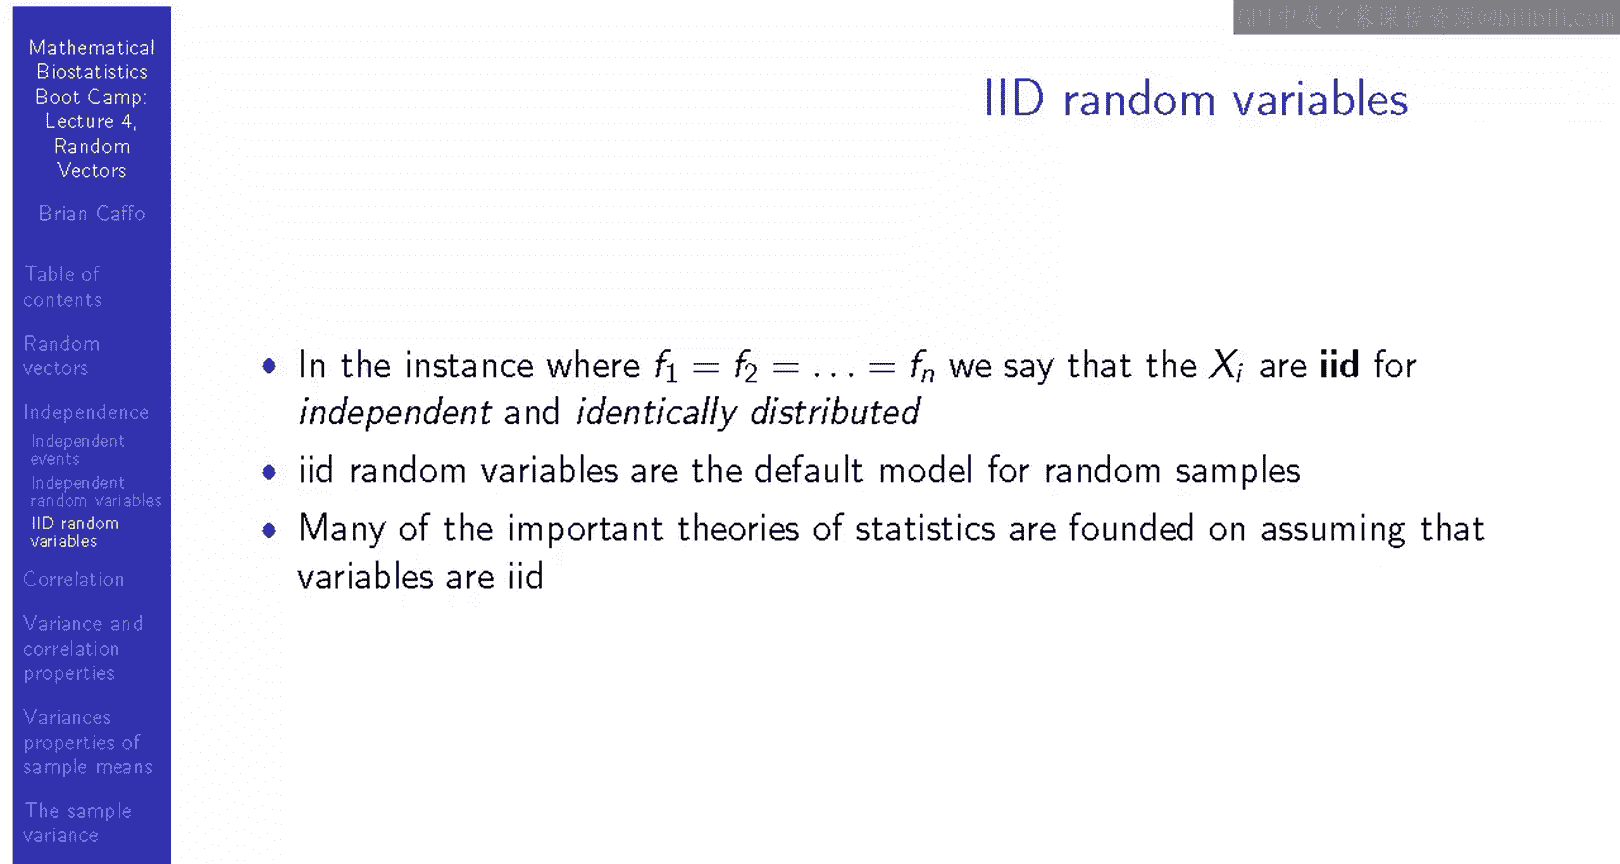 Mathematical
Biostatistics
Boot Camp:
Lecture 4,
Random
Vectors
Brian Caffo
Table of
contents
Random
vectors
Independence
Independent
events
Independent
random variables
IID random
variables
Correlation
Variance and
correlation
properties
Variances
properties of
sample means
The sample
variance
IID random variables
• In the instance where f₁ = f₂ = . . . = fₙ we say that the Xᵢ are iid for
independent and identically distributed
• iid random variables are the default model for random samples
• Many of the important theories of statistics are founded on assuming that
variables are iid